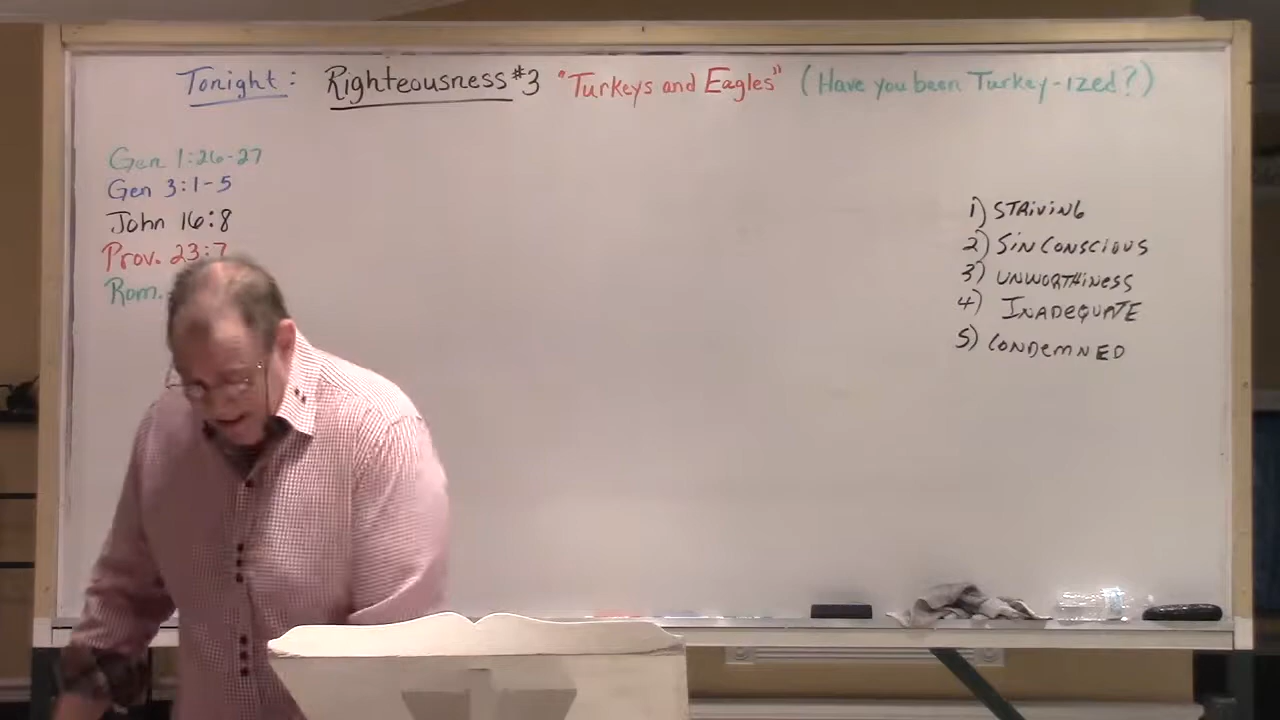 Tonight: Righteousness #3 "Turkeys and Eagles" (Have you been Turkey-ized?)
Gen 1:26-27
Gen 3:1-5
John 16:8
Prov. 23:7
Rom.
1) STRIVING
2) SIN CONSCIOUS
3) UNWORTHINESS
4) INADEQUATE
5) CONDEMNED